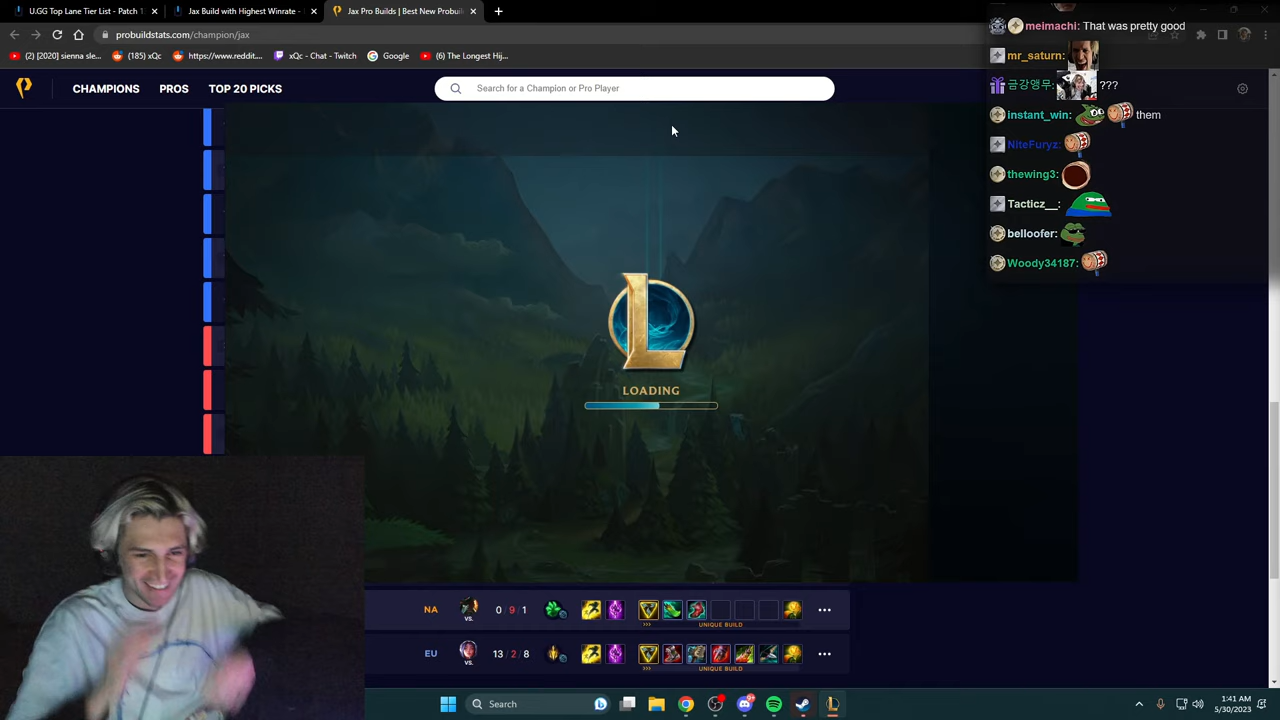 U.GG Top Lane Tier List - Patch 1
Jax Build with Highest Winrate -
Jax Pro Builds | Best New Probuil
probuildstats.com/champion/jax
(2) [2020] sienna sle...
(185) xQc
https://www.reddit....
xQc - Chat - Twitch
Google
(6) The Longest Hij...
CHAMPIONS
PROS
TOP 20 PICKS
Search for a Champion or Pro Player
meimachi: That was pretty good
mr_saturn:
금강앵무: ???
instant_win: them
NiteFuryz:
thewing3:
Tacticz__:
belloofer:
Woody34187:
LOADING
NA
VS.
0/9/1
UNIQUE BUILD
EU
VS.
13/2/8
UNIQUE BUILD
Search
1:41 AM
5/30/2023